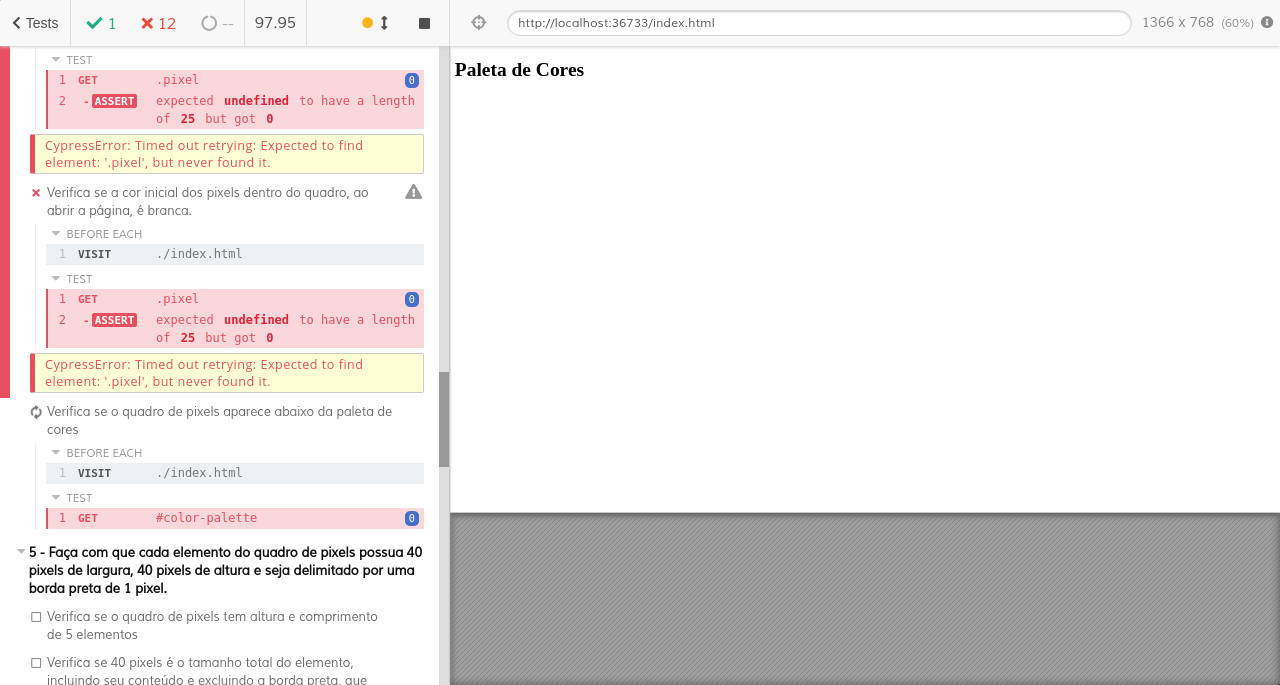 Tests 1 12 -- 97.95 http://localhost:36733/index.html 1366 x 768 (60%)
TEST
1 GET .pixel 0
2 -ASSERT expected undefined to have a length
of 25 but got 0
CypressError: Timed out retrying: Expected to find
element: '.pixel', but never found it.
Verifica se a cor inicial dos pixels dentro do quadro, ao
abrir a página, é branca.
BEFORE EACH
1 VISIT ./index.html
TEST
1 GET .pixel 0
2 -ASSERT expected undefined to have a length
of 25 but got 0
CypressError: Timed out retrying: Expected to find
element: '.pixel', but never found it.
Verifica se o quadro de pixels aparece abaixo da paleta de
cores
BEFORE EACH
1 VISIT ./index.html
TEST
1 GET #color-palette 0
5 - Faça com que cada elemento do quadro de pixels possua 40
pixels de largura, 40 pixels de altura e seja delimitado por uma
borda preta de 1 pixel.
Verifica se o quadro de pixels tem altura e comprimento
de 5 elementos
Verifica se 40 pixels é o tamanho total do elemento,
incluindo seu conteúdo e excluindo a borda preta, que
Paleta de Cores